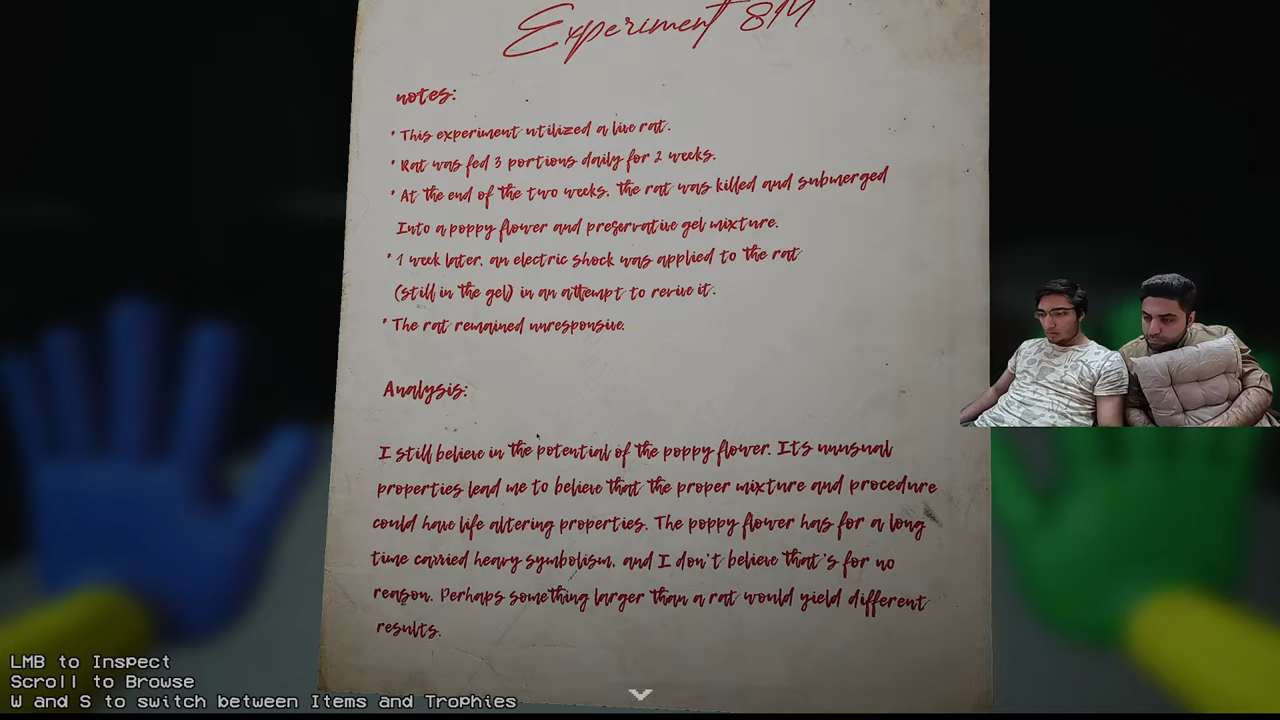 Experiment 814
notes:
* This experiment utilized a live rat.
* Rat was fed 3 portions daily for 2 weeks.
* At the end of the two weeks, the rat was killed and submerged
Into a poppy flower and preservative gel mixture.
* 1 week later, an electric shock was applied to the rat
(still in the gel) in an attempt to revive it.
* The rat remained unresponsive.
Analysis:
I still believe in the potential of the poppy flower. Its unusual
properties lead me to believe that the proper mixture and procedure
could have life altering properties. The poppy flower has for a long
time carried heavy symbolism, and I don't believe that's for no
reason. Perhaps something larger than a rat would yield different
results.
LMB to Inspect
Scroll to Browse
W and S to switch between Items and Trophies